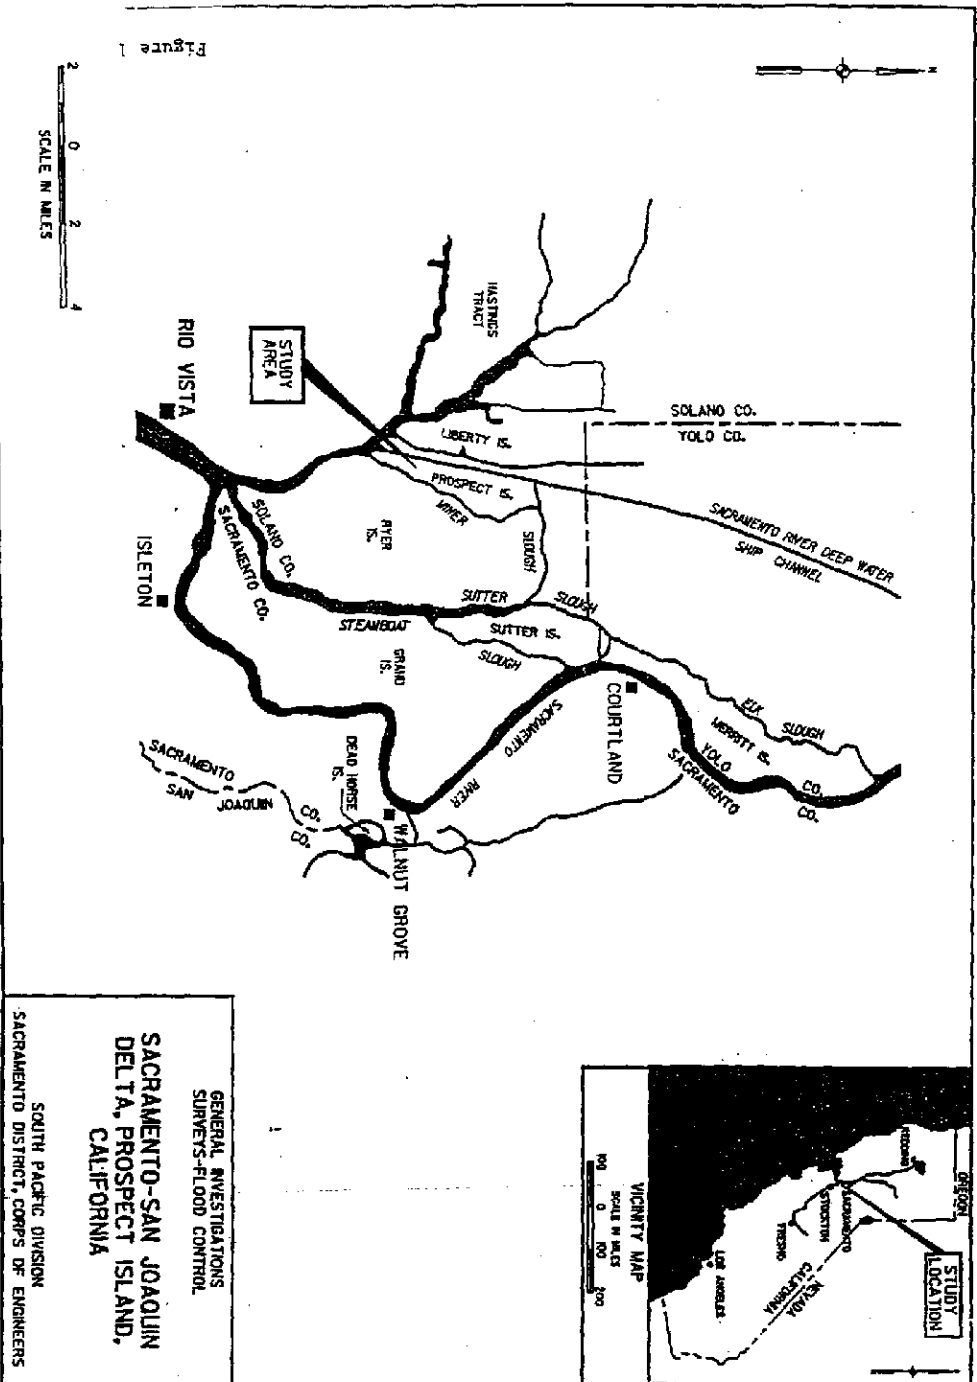 Figure 1
N
2 0 2 4
SCALE IN MILES
SOLANO CO.
YOLO CO.
SACRAMENTO RIVER DEEP WATER
SHIP CHANNEL
HASTINGS
TRACT
LIBERTY IS.
PROSPECT IS.
MINER
SLOUGH
STUDY
AREA
RIO VISTA
RYER
IS.
SOLANO CO.
SACRAMENTO CO.
SUTTER
SLOUGH
STEAMBOAT
SUTTER IS.
SLOUGH
ELK
SLOUGH
MERRITT IS.
YOLO CO.
SACRAMENTO CO.
COURTLAND
ISLETON
GRAND
IS.
SACRAMENTO
RIVER
DEAD HORSE
IS.
WALNUT GROVE
SACRAMENTO CO.
SAN JOAQUIN CO.
OREGON
REDDING
SACRAMENTO
STOCKTON
FRESNO
LOS ANGELES
NEVADA
CALIFORNIA
STUDY
LOCATION
VICINITY MAP
SCALE IN MILES
100 0 100 200
GENERAL INVESTIGATIONS
SURVEYS-FLOOD CONTROL
SACRAMENTO-SAN JOAQUIN
DELTA, PROSPECT ISLAND,
CALIFORNIA
SOUTH PACIFIC DIVISION
SACRAMENTO DISTRICT, CORPS OF ENGINEERS